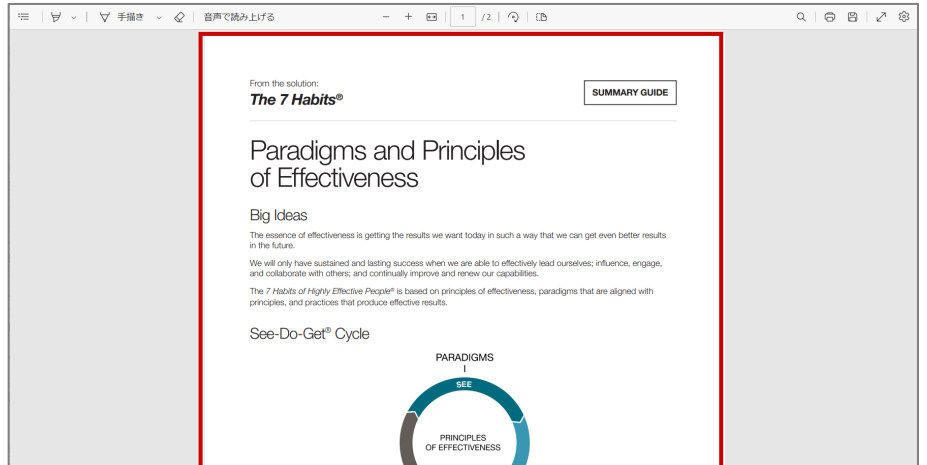 手描き
音声で読み上げる
1 / 2
From the solution:
The 7 Habits®
SUMMARY GUIDE
Paradigms and Principles
of Effectiveness
Big Ideas
The essence of effectiveness is getting the results we want today in such a way that we can get even better results
in the future.
We will only have sustained and lasting success when we are able to effectively lead ourselves; influence, engage,
and collaborate with others; and continually improve and renew our capabilities.
The 7 Habits of Highly Effective People® is based on principles of effectiveness, paradigms that are aligned with
principles, and practices that produce effective results.
See-Do-Get® Cycle
PARADIGMS
SEE
PRINCIPLES
OF EFFECTIVENESS